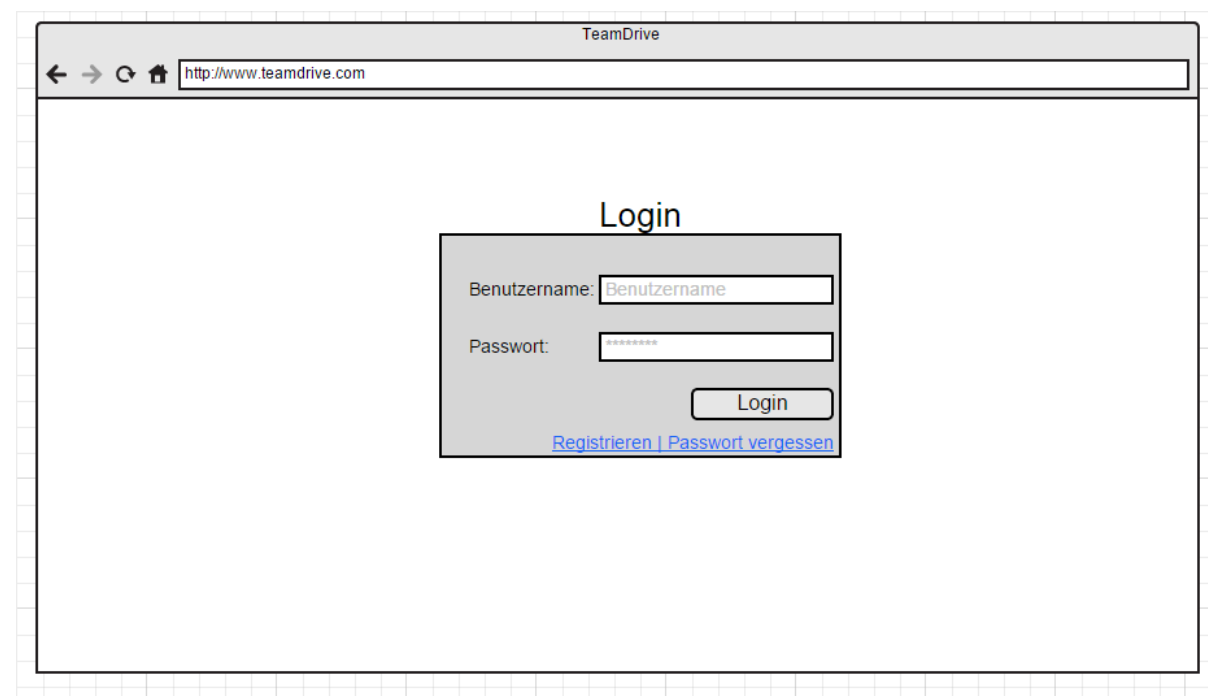 TeamDrive
http://www.teamdrive.com
Login
Benutzername: Benutzername
Passwort: ********
Login
Registrieren | Passwort vergessen